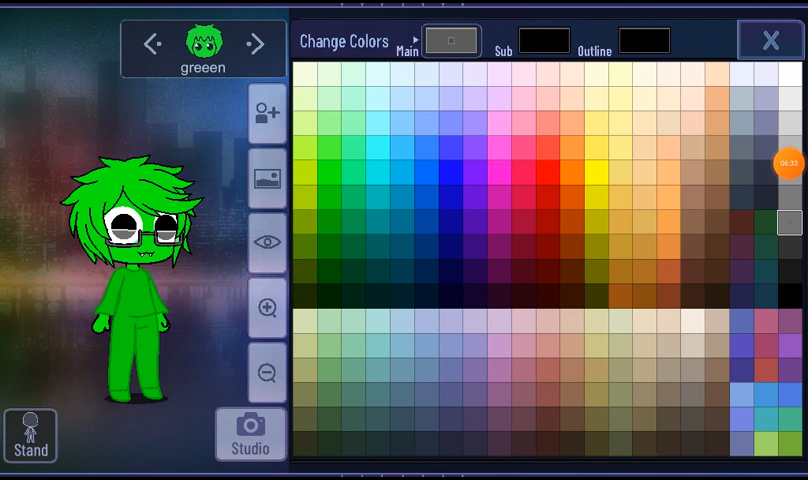 greeen
Change Colors
Main
Sub
Outline
X
06:33
Stand
Studio